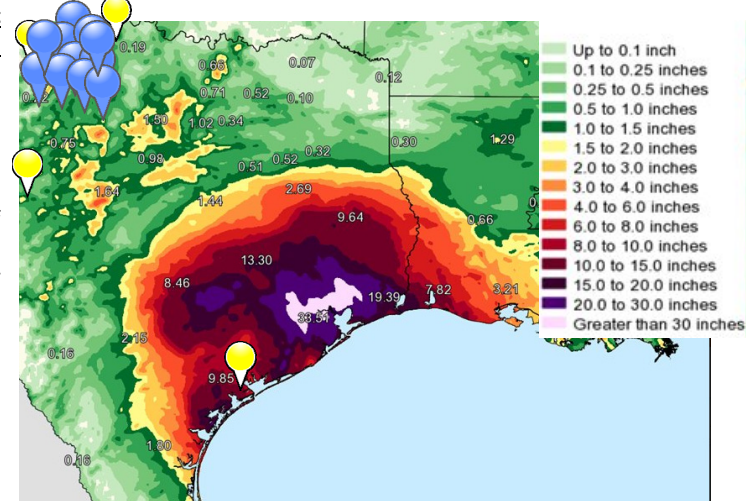 0.19
0.66
0.07
0.12
0.71
0.52
0.10
1.50
1.02
0.34
0.75
0.30
1.29
0.98
0.32
0.52
0.51
1.64
2.69
1.44
9.64
0.66
13.30
8.46
19.39
7.82
3.21
2.15
0.16
9.85
1.80
0.16
Up to 0.1 inch
0.1 to 0.25 inches
0.25 to 0.5 inches
0.5 to 1.0 inches
1.0 to 1.5 inches
1.5 to 2.0 inches
2.0 to 3.0 inches
3.0 to 4.0 inches
4.0 to 6.0 inches
6.0 to 8.0 inches
8.0 to 10.0 inches
10.0 to 15.0 inches
15.0 to 20.0 inches
20.0 to 30.0 inches
Greater than 30 inches